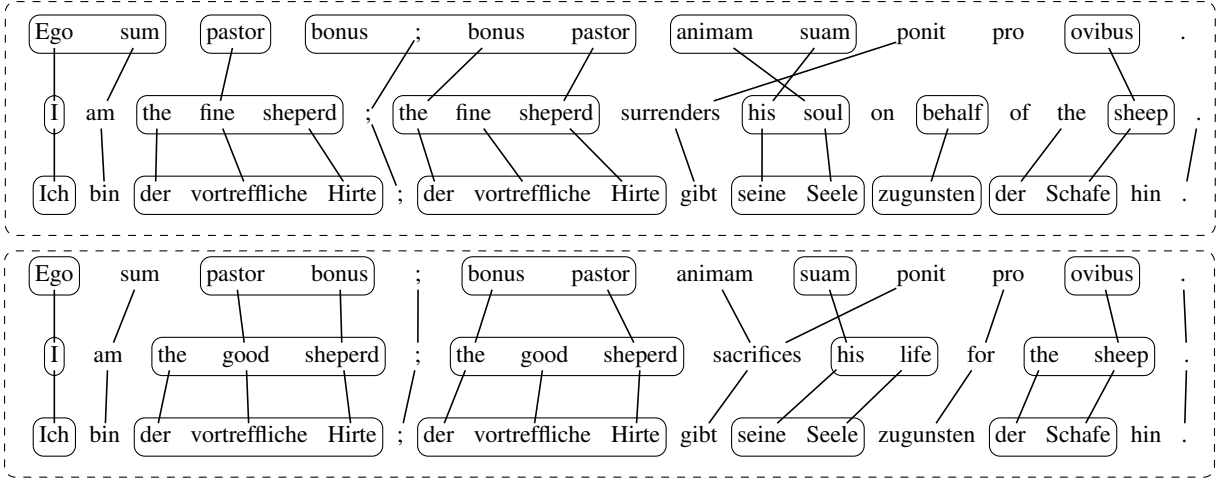 Ego sum pastor bonus ; bonus pastor animam suam ponit pro ovibus .
I am the fine sheperd ; the fine sheperd surrenders his soul on behalf of the sheep .
Ich bin der vortreffliche Hirte ; der vortreffliche Hirte gibt seine Seele zugunsten der Schafe hin .
Ego sum pastor bonus ; bonus pastor animam suam ponit pro ovibus .
I am the good sheperd ; the good sheperd sacrifices his life for the sheep .
Ich bin der vortreffliche Hirte ; der vortreffliche Hirte gibt seine Seele zugunsten der Schafe hin .